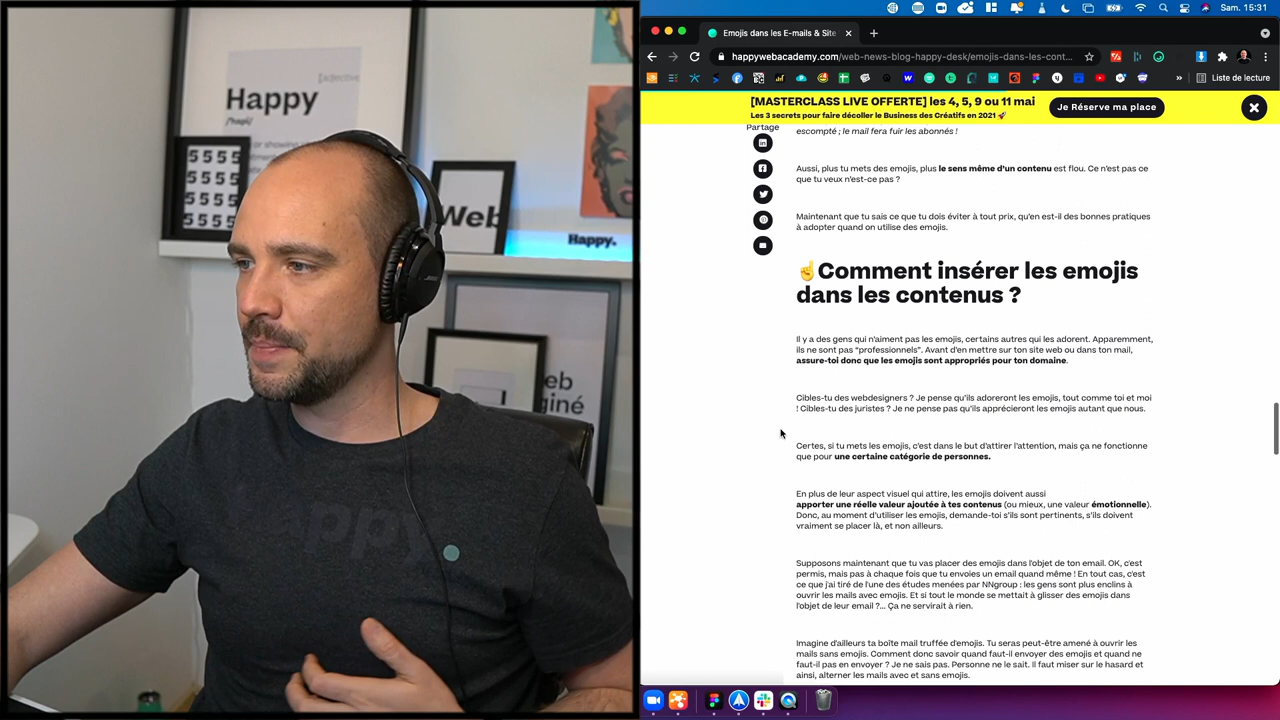 [adjective
Happy
5 5 5 5
5 5 5 5
5 5 5 5
5 5 5 5
Web
Happy.
eb
giné
Sam. 15:31
Emojis dans les E-mails & Site
happywebacademy.com/web-news-blog-happy-desk/emojis-dans-les-cont...
Liste de lecture
[MASTERCLASS LIVE OFFERTE] les 4, 5, 9 ou 11 mai
Les 3 secrets pour faire décoller le Business des Créatifs en 2021 🚀
Je Réserve ma place
Partage
escompté ; le mail fera fuir les abonnés !
Aussi, plus tu mets des emojis, plus le sens même d'un contenu est flou. Ce n'est pas ce
que tu veux n'est-ce pas ?
Maintenant que tu sais ce que tu dois éviter à tout prix, qu'en est-il des bonnes pratiques
à adopter quand on utilise des emojis.
☝️Comment insérer les emojis
dans les contenus ?
Il y a des gens qui n'aiment pas les emojis, certains autres qui les adorent. Apparemment,
ils ne sont pas "professionnels". Avant d'en mettre sur ton site web ou dans ton mail,
assure-toi donc que les emojis sont appropriés pour ton domaine.
Cibles-tu des webdesigners ? Je pense qu'ils adoreront les emojis, tout comme toi et moi
! Cibles-tu des juristes ? Je ne pense pas qu'ils apprécieront les emojis autant que nous.
Certes, si tu mets les emojis, c'est dans le but d'attirer l'attention, mais ça ne fonctionne
que pour une certaine catégorie de personnes.
En plus de leur aspect visuel qui attire, les emojis doivent aussi
apporter une réelle valeur ajoutée à tes contenus (ou mieux, une valeur émotionnelle).
Donc, au moment d'utiliser les emojis, demande-toi s'ils sont pertinents, s'ils doivent
vraiment se placer là, et non ailleurs.
Supposons maintenant que tu vas placer des emojis dans l'objet de ton email. OK, c'est
permis, mais pas à chaque fois que tu envoies un email quand même ! En tout cas, c'est
ce que j'ai tiré de l'une des études menées par NNgroup : les gens sont plus enclins à
ouvrir les mails avec emojis. Et si tout le monde se mettait à glisser des emojis dans
l'objet de leur email ?... Ça ne servirait à rien.
Imagine d'ailleurs ta boîte mail truffée d'emojis. Tu seras peut-être amené à ouvrir les
mails sans emojis. Comment donc savoir quand faut-il envoyer des emojis et quand ne
faut-il pas en envoyer ? Je ne sais pas. Personne ne le sait. Il faut miser sur le hasard et
ainsi, alterner les mails avec et sans emojis.